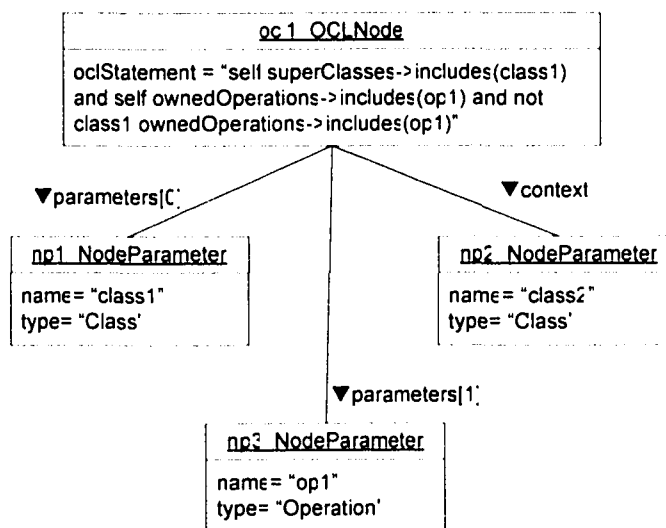 oc 1 OCLNode
oclStatement = "self superClasses->includes(class1)
and self ownedOperations->includes(op1) and not
class1 ownedOperations->includes(op1)"
▼parameters[0]
▼context
np1 NodeParameter
name= "class1"
type= "Class'
np2 NodeParameter
name= "class2"
type= "Class'
▼parameters[1]
np3 NodeParameter
name= "op1"
type= "Operation'